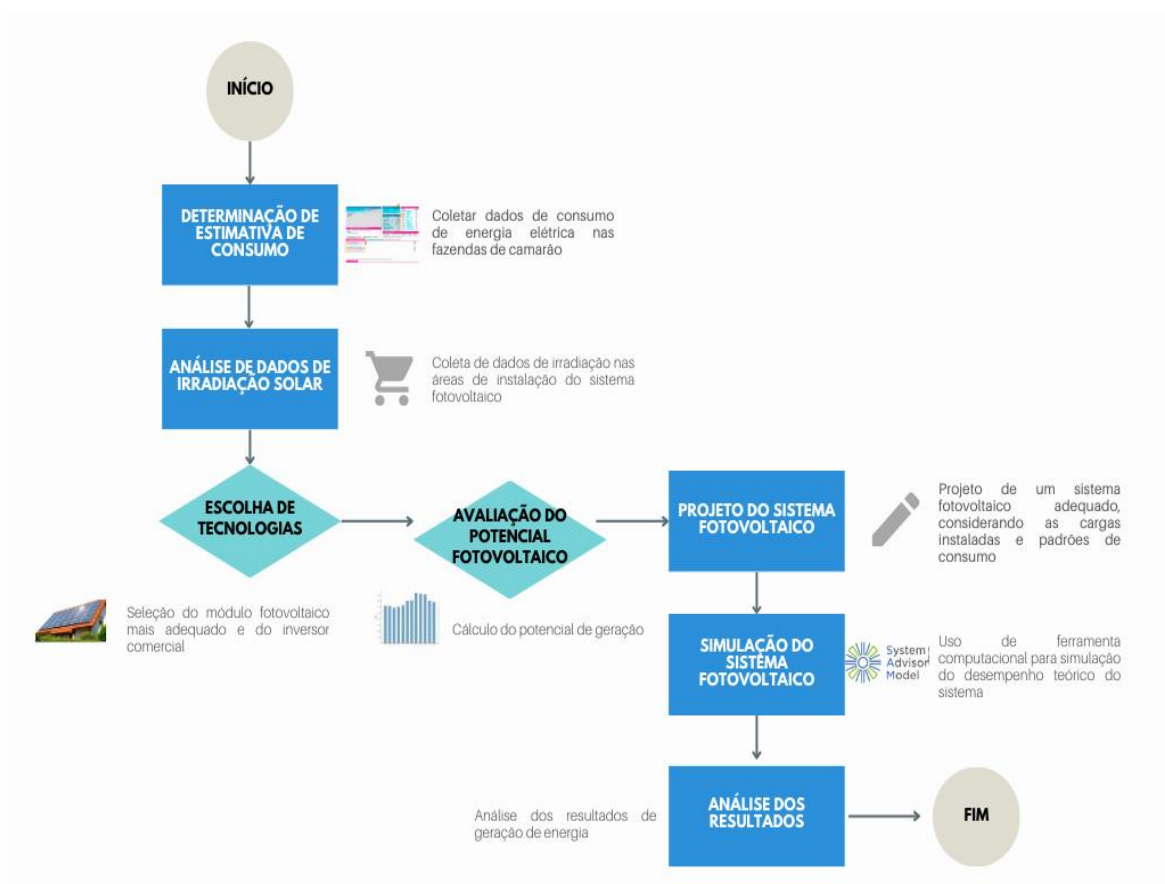 INÍCIO
DETERMINAÇÃO DE
ESTIMATIVA DE
CONSUMO
Coletar dados de consumo
de energia elétrica nas
fazendas de camarão
ANÁLISE DE DADOS DE
IRRADIAÇÃO SOLAR
Coleta de dados de irradiação nas
áreas de instalação do sistema
fotovoltaico
ESCOLHA DE
TECNOLOGIAS
Seleção do módulo fotovoltaico
mais adequado e do inversor
comercial
AVALIAÇÃO DO
POTENCIAL
FOTOVOLTAICO
Cálculo do potencial de geração
PROJETO DO SISTEMA
FOTOVOLTAICO
Projeto de um sistema
fotovoltaico adequado,
considerando as cargas
instaladas e padrões de
consumo
SIMULAÇÃO DO
SISTEMA
FOTOVOLTAICO
System
Advisor
Model
Uso de ferramenta
computacional para simulação
do desempenho teórico do
sistema
ANÁLISE DOS
RESULTADOS
Análise dos resultados de
geração de energia
FIM